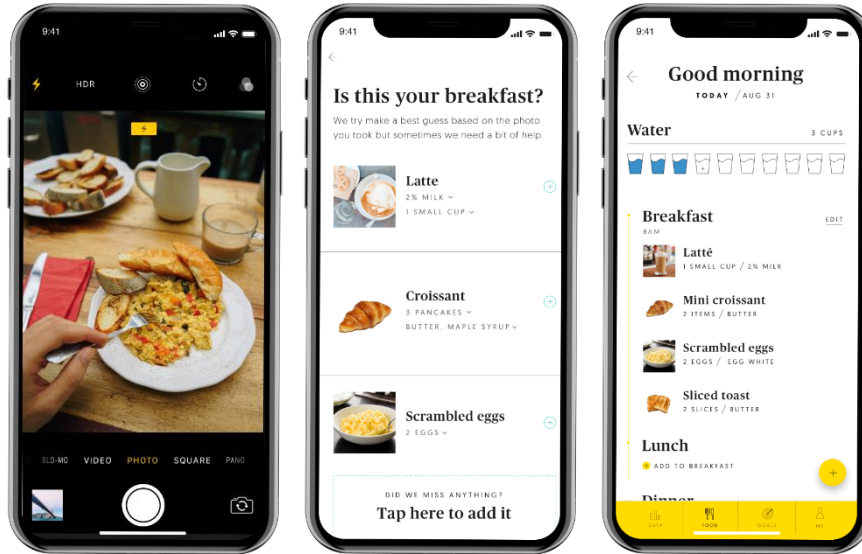 9:41
HDR
SLO-MO VIDEO PHOTO SQUARE PANO
9:41
Is this your breakfast?
We try make a best guess based on the photo
you took but sometimes we need a bit of help.
Latte
2% MILK
1 SMALL CUP
Croissant
3 PANCAKES
BUTTER, MAPLE SYRUP
Scrambled eggs
2 EGGS
DID WE MISS ANYTHING?
Tap here to add it
9:41
Good morning
TODAY / AUG 31
Water 3 CUPS
Breakfast EDIT
8AM
Latté
1 SMALL CUP / 2% MILK
Mini croissant
2 ITEMS / BUTTER
Scrambled eggs
2 EGGS / EGG WHITE
Sliced toast
2 SLICES / BUTTER
Lunch
ADD TO BREAKFAST
Dinner
DATA FOOD GOALS ME